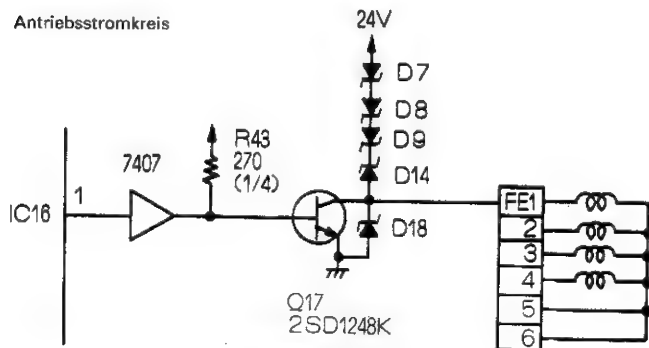 Antriebsstromkreis
24V
D7
D8
D9
D14
D18
R43
270
(1/4)
7407
IC16
1
Q17
2SD1248K
FE1
2
3
4
5
6